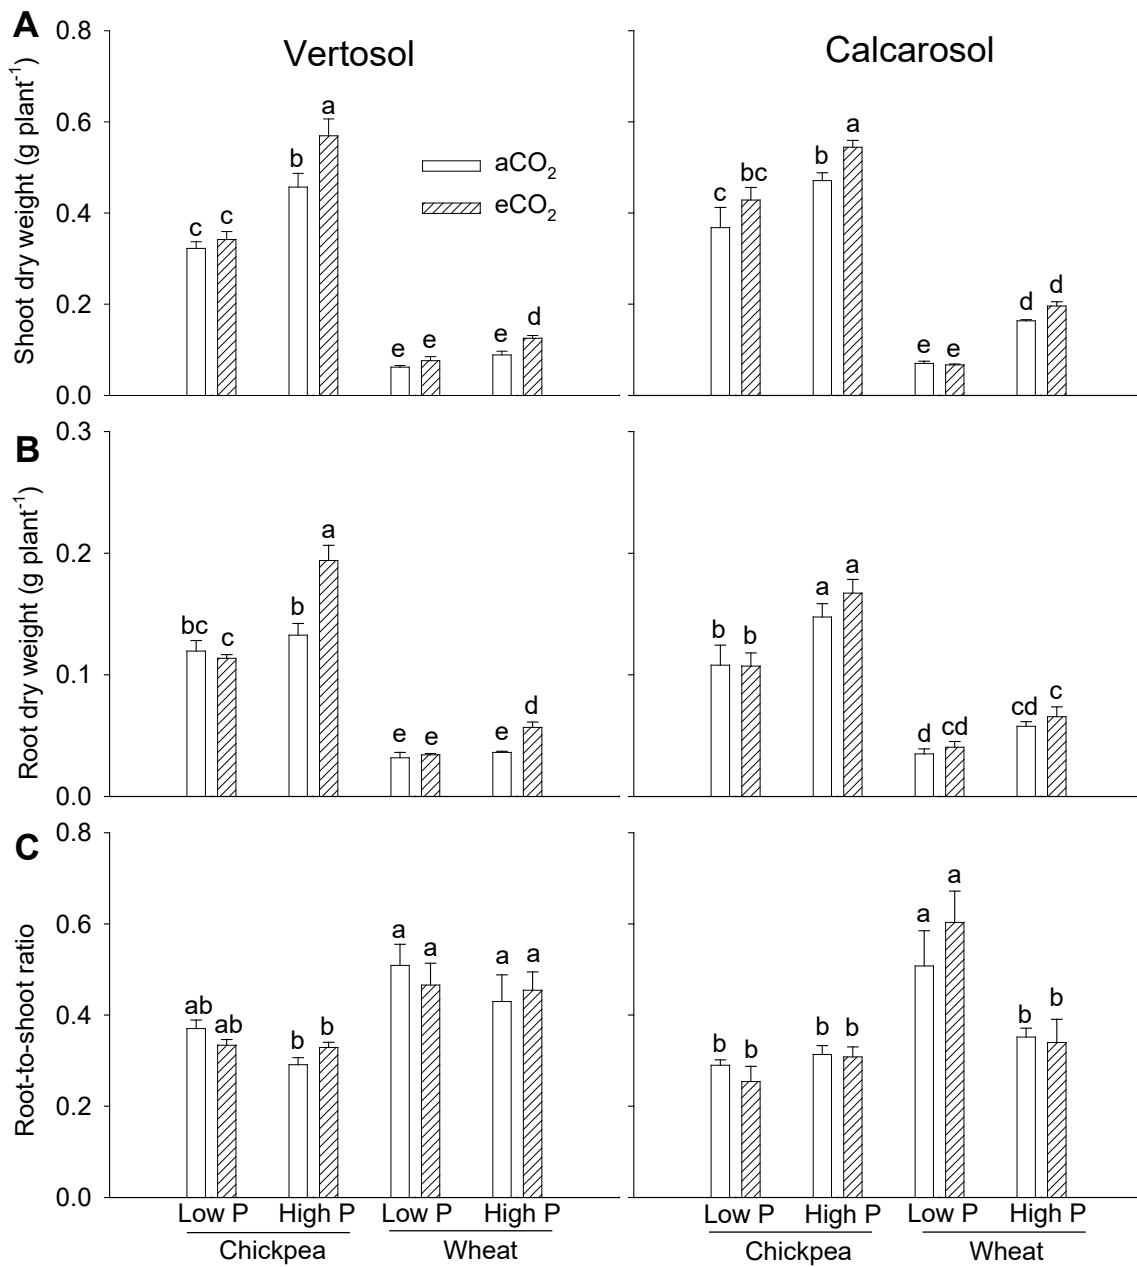 A
Shoot dry weight (g plant⁻¹)
0.8
0.6
0.4
0.2
0.0
Vertosol
Calcarosol
aCO₂
eCO₂
c c b a e e e d
c bc b a e e d d
B
Root dry weight (g plant⁻¹)
0.3
0.2
0.1
0.0
bc c b a e e e d
b b a a d cd cd c
C
Root-to-shoot ratio
0.8
0.6
0.4
0.2
0.0
ab ab b b a a a a
b b b b a a b b
Low P High P Low P High P
Chickpea Wheat
Low P High P Low P High P
Chickpea Wheat